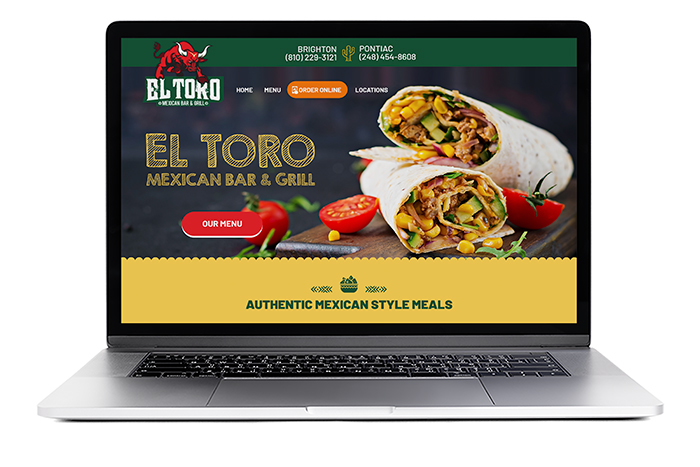 BRIGHTON
(810) 229-3121
PONTIAC
(248) 454-8608
EL TORO
MEXICAN BAR & GRILL
HOME MENU ORDER ONLINE LOCATIONS
EL TORO
MEXICAN BAR & GRILL
OUR MENU
AUTHENTIC MEXICAN STYLE MEALS